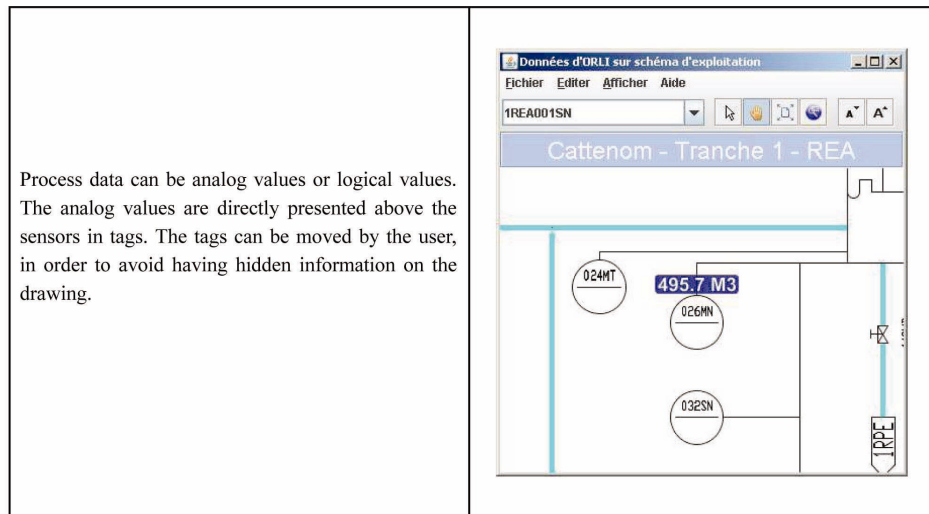 Process data can be analog values or logical values.
The analog values are directly presented above the
sensors in tags. The tags can be moved by the user,
in order to avoid having hidden information on the
drawing.
Données d'ORLI sur schéma d'exploitation
Fichier Editer Afficher Aide
1REA001SN
A A
Cattenom - Tranche 1 - REA
024MT
495.7 M3
026MN
032SN
1RPE